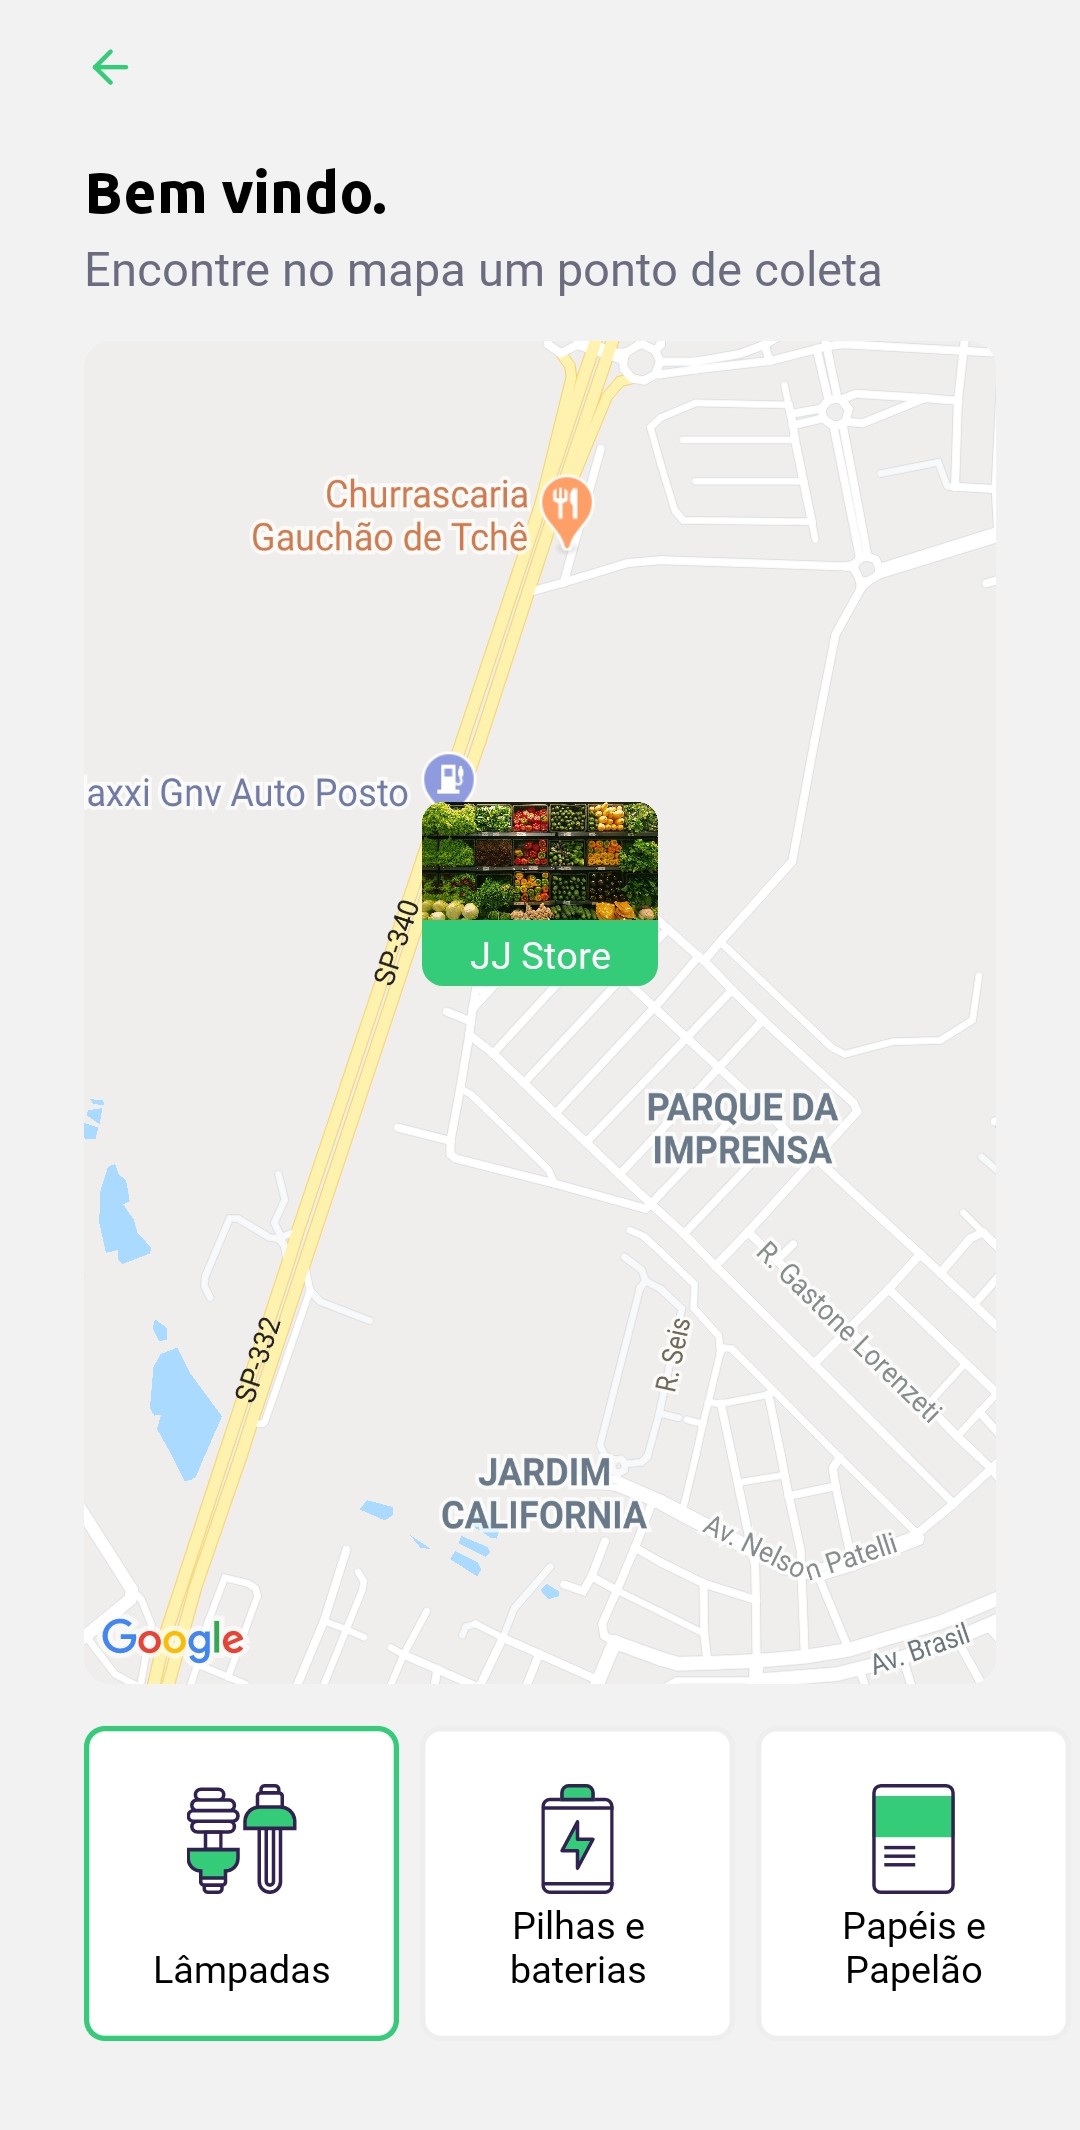 Bem vindo.
Encontre no mapa um ponto de coleta
Churrascaria
Gauchão de Tchê
axxi Gnv Auto Posto
SP-340
JJ Store
PARQUE DA
IMPRENSA
R. Gastone Lorenzeti
R. Seis
SP-332
JARDIM
CALIFORNIA
Av. Nelson Patelli
Google
Av. Brasil
Lâmpadas
Pilhas e
baterias
Papéis e
Papelão